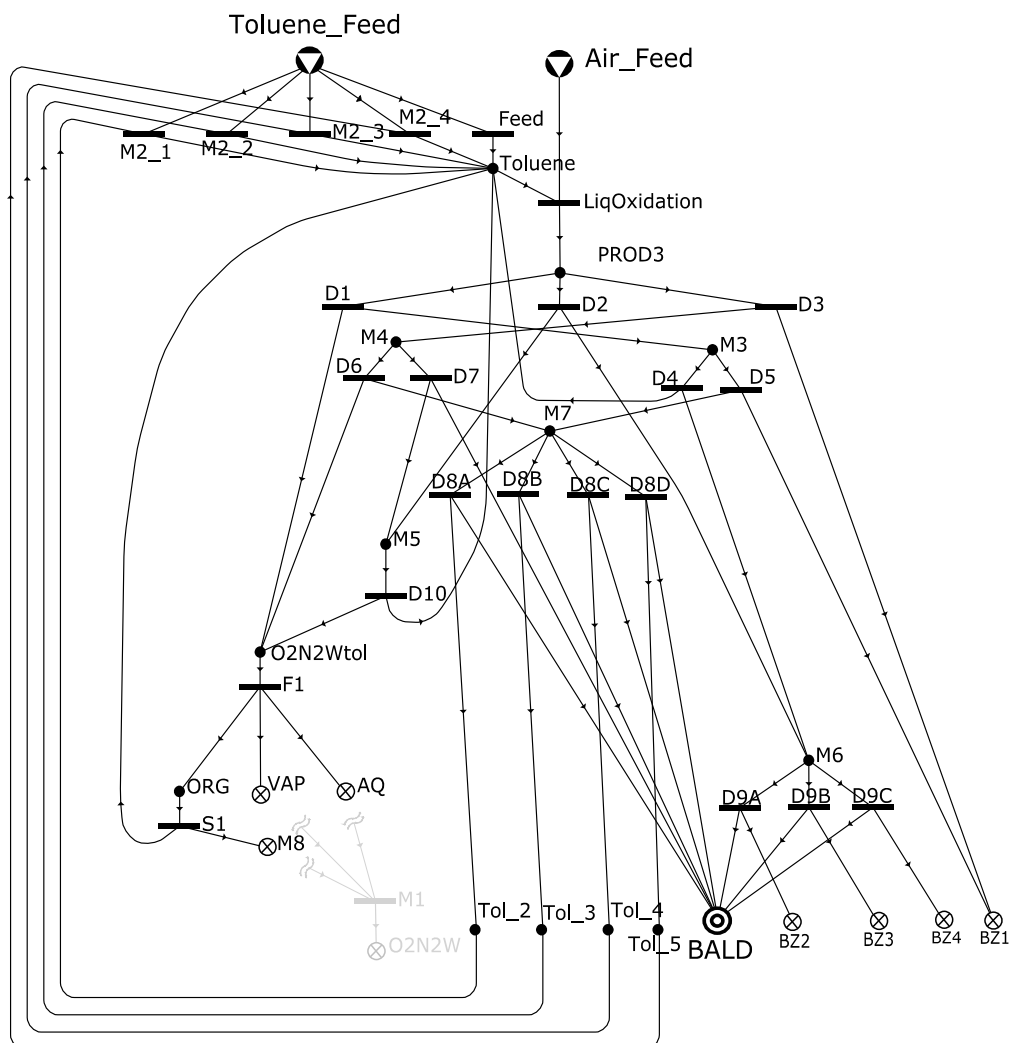 Toluene_Feed
Air_Feed
M2_1
M2_2
M2_3
M2_4
Feed
Toluene
LiqOxidation
PROD3
D1
D2
D3
M4
M3
D6
D7
D4
D5
M7
D8A
D8B
D8C
D8D
M5
D10
O2N2Wtol
F1
M6
ORG
VAP
AQ
D9A
D9B
D9C
S1
M8
M1
O2N2W
Tol_2
Tol_3
Tol_4
Tol_5
BALD
BZ2
BZ3
BZ4
BZ1